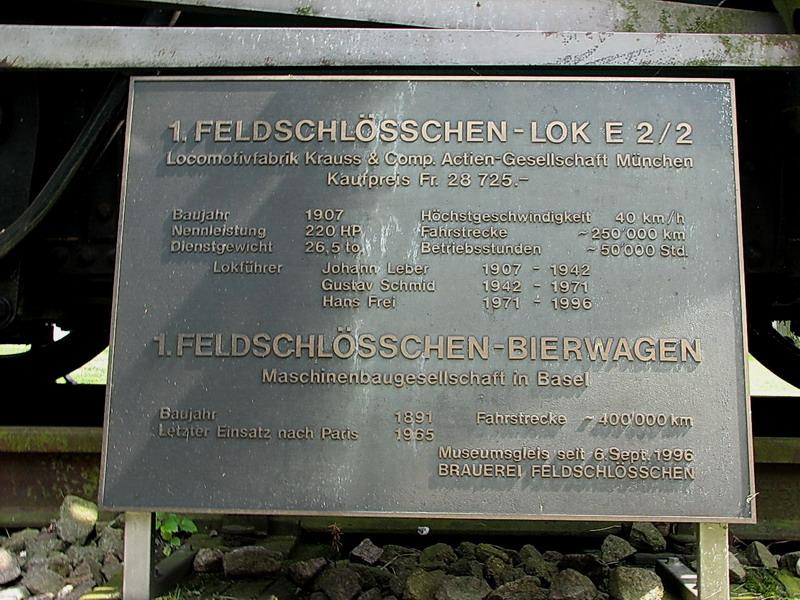 1. FELDSCHLÖSSCHEN - LOK E 2/2
Locomotivfabrik Krauss & Comp. Actien-Gesellschaft München
Kaufpreis Fr. 28 725.-
Baujahr 1907 Höchstgeschwindigkeit 40 km/h
Nennleistung 220 HP Fahrstrecke ~ 250'000 km
Dienstgewicht 26,5 to Betriebsstunden ~ 50'000 Std.
Lokführer Johann Leber 1907 - 1942
Gustav Schmid 1942 - 1971
Hans Frei 1971 - 1996
1. FELDSCHLÖSSCHEN - BIERWAGEN
Maschinenbaugesellschaft in Basel
Baujahr 1891 Fahrstrecke ~ 400'000 km
Letzter Einsatz nach Paris 1965
Museumsgleis seit 6. Sept. 1996
BRAUEREI FELDSCHLÖSSCHEN